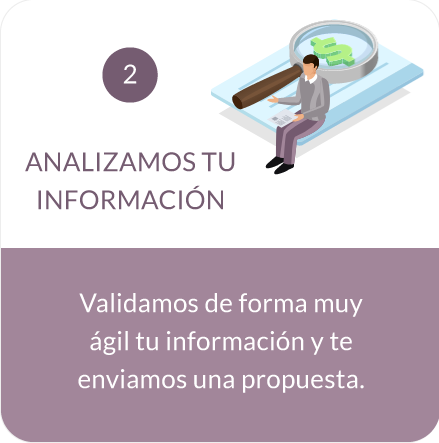 2
ANALIZAMOS TU
INFORMACIÓN
Validamos de forma muy
ágil tu información y te
enviamos una propuesta.